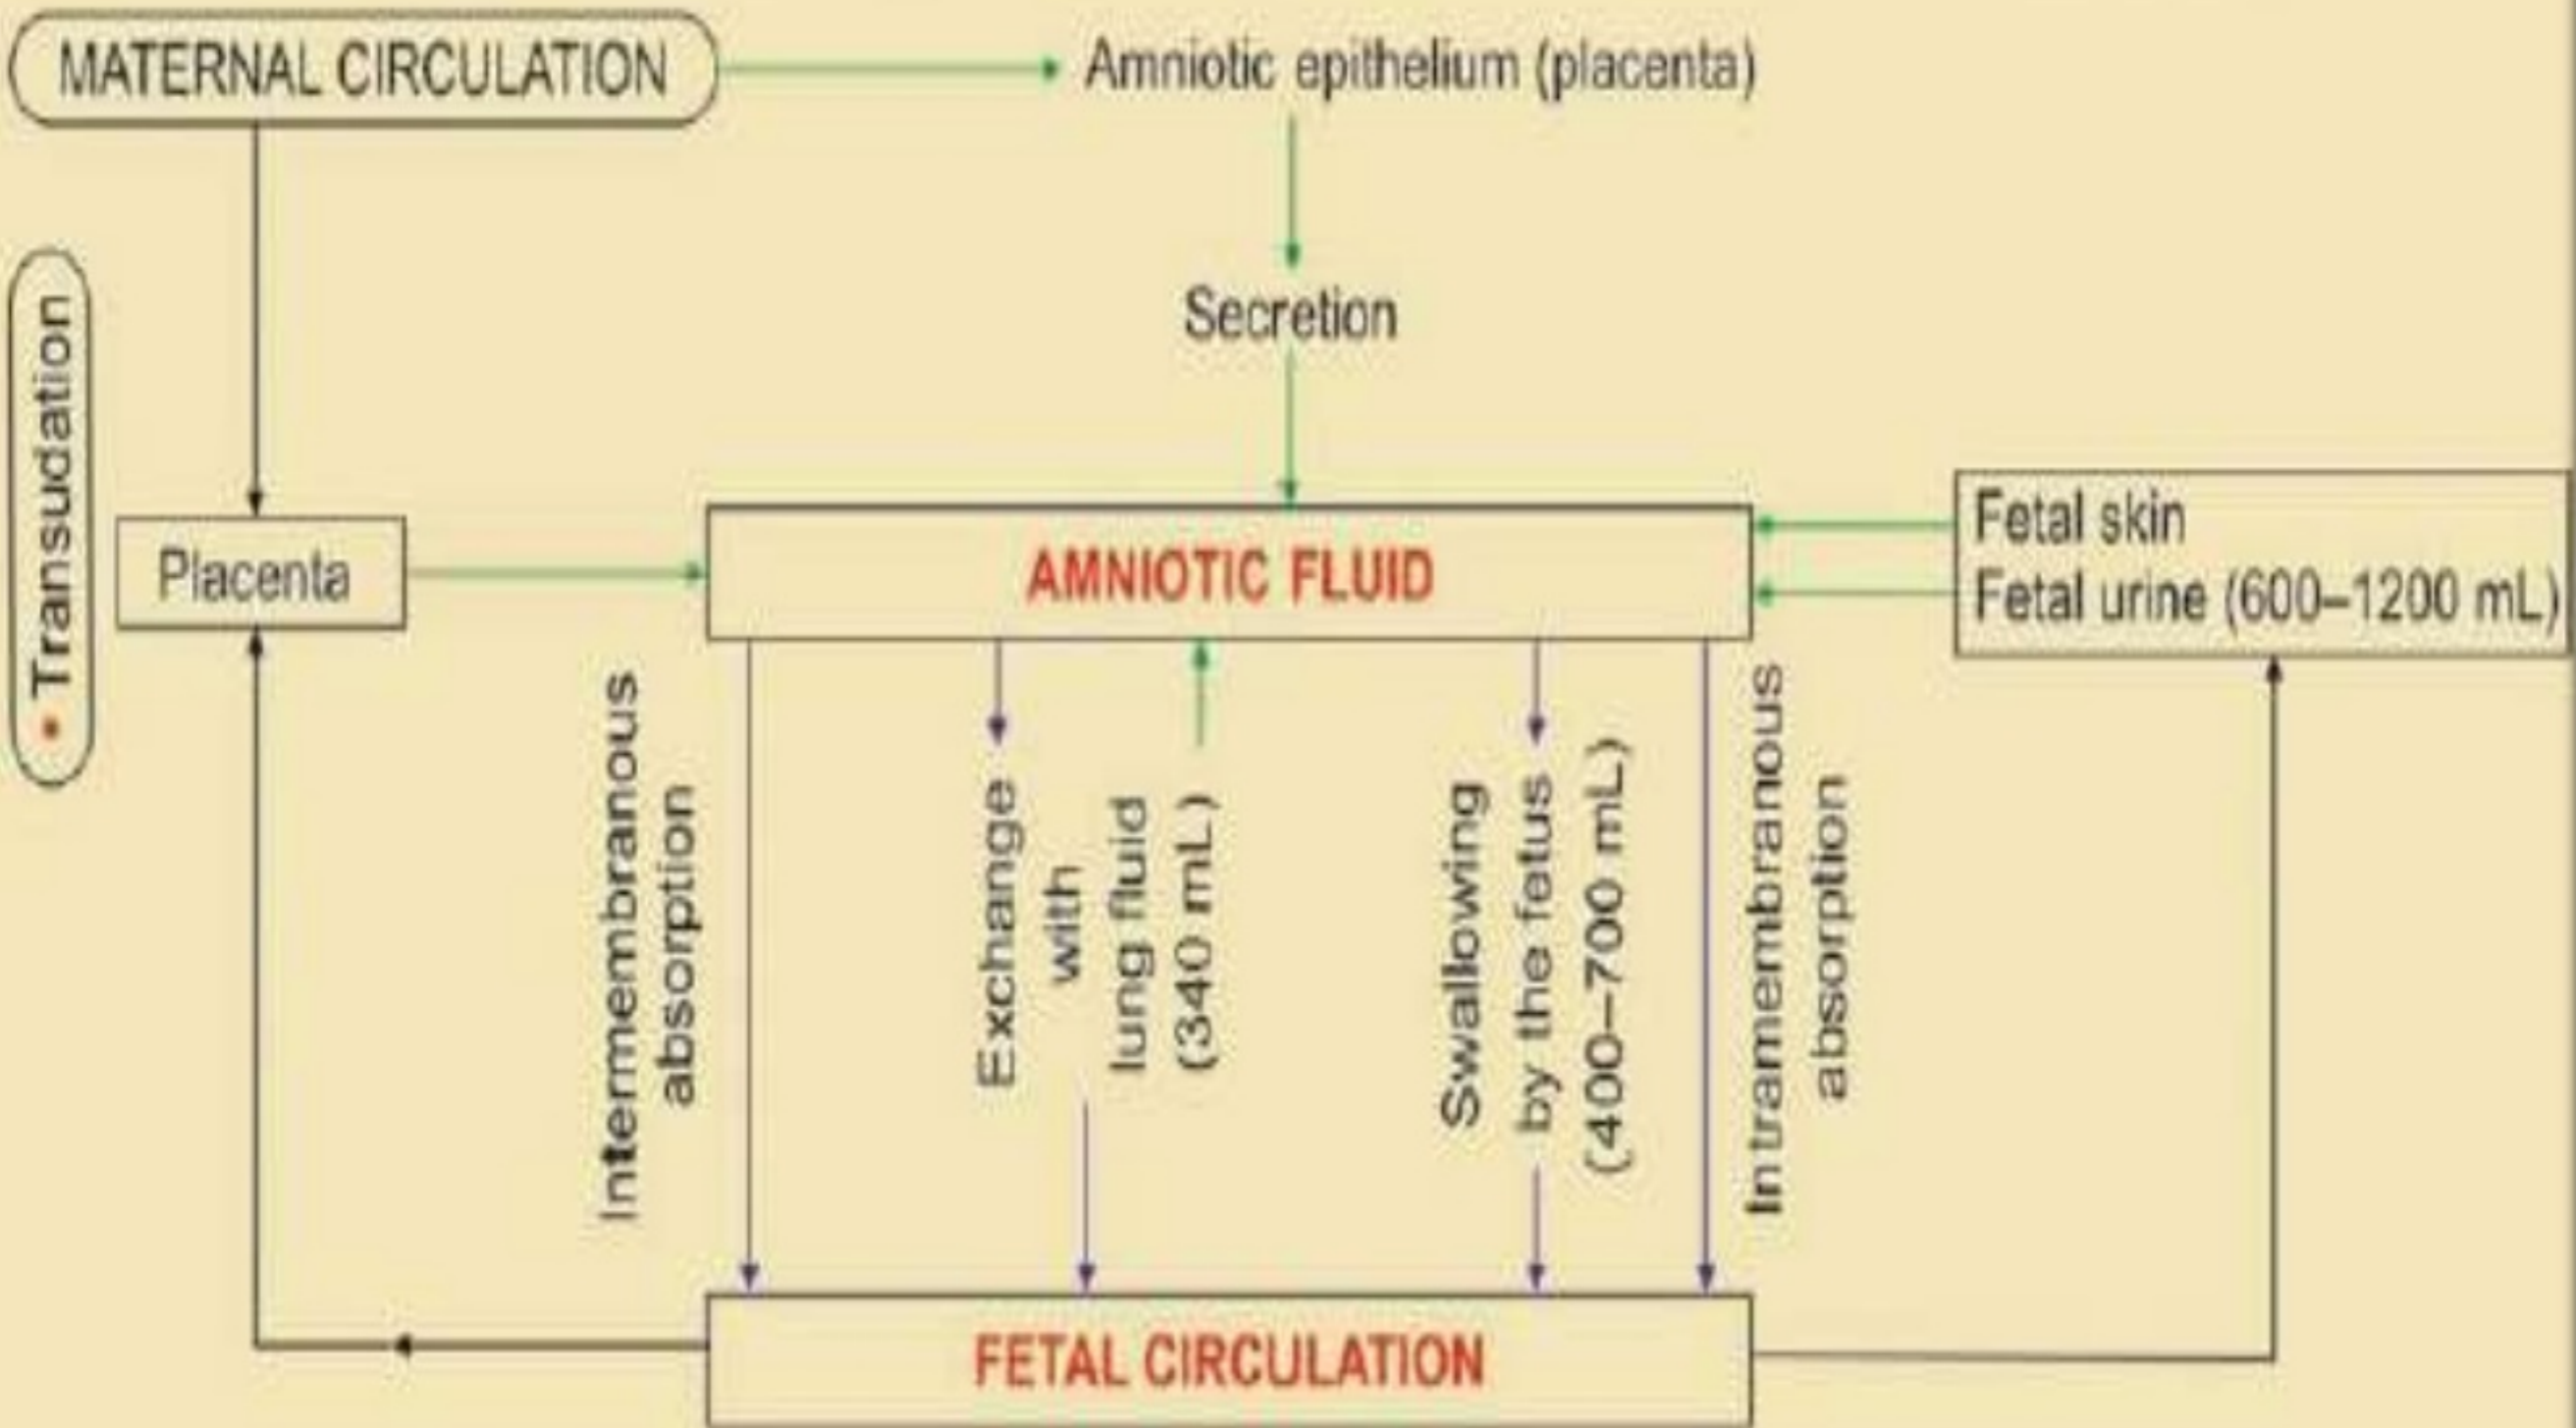 MATERNAL CIRCULATION
Amniotic epithelium (placenta)
Secretion
• Transudation
Placenta
AMNIOTIC FLUID
Fetal skin
Fetal urine (600–1200 mL)
Intermembranous
absorption
Exchange
with
lung fluid
(340 mL)
Swallowing
by the fetus
(400–700 mL)
Intramembranous
absorption
FETAL CIRCULATION